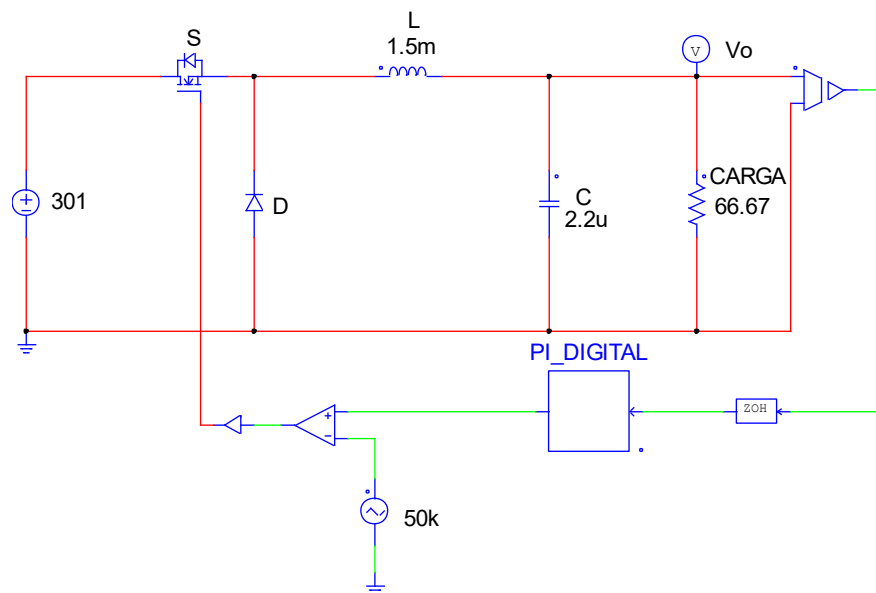 L
S
1.5m
V
Vo
301
D
C
2.2u
CARGA
66.67
PI_DIGITAL
ZOH
50k